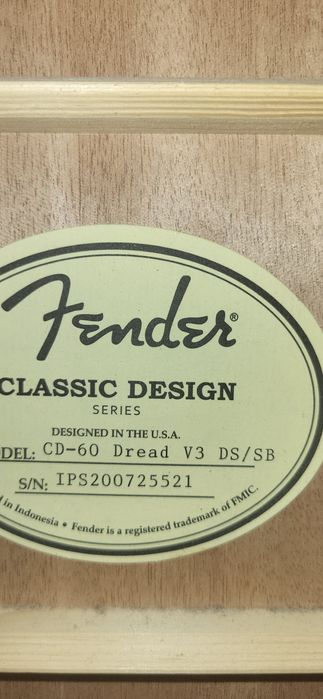 Fender®
CLASSIC DESIGN
SERIES
DESIGNED IN THE U.S.A.
DEL: CD-60 Dread V3 DS/SB
S/N: IPS200725521
d in Indonesia • Fender is a registered trademark of FMIC.